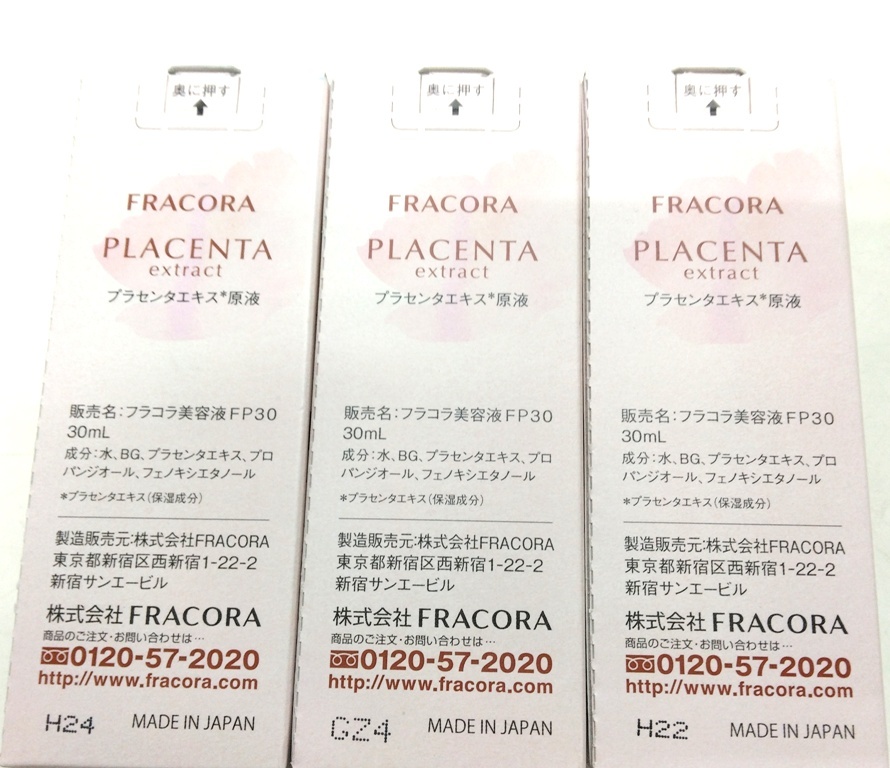 奥に押す
FRACORA
PLACENTA
extract
プラセンタエキス*原液
販売名:フラコラ美容液FP30
30mL
成分:水、BG、プラセンタエキス、プロ
パンジオール、フェノキシエタノール
*プラセンタエキス(保湿成分)
製造販売元:株式会社FRACORA
東京都新宿区西新宿1-22-2
新宿サンエービル
株式会社FRACORA
商品のご注文・お問い合わせは…
0120-57-2020
http://www.fracora.com
H24 MADE IN JAPAN
奥に押す
FRACORA
PLACENTA
extract
プラセンタエキス*原液
販売名:フラコラ美容液FP30
30mL
成分:水、BG、プラセンタエキス、プロ
パンジオール、フェノキシエタノール
*プラセンタエキス(保湿成分)
製造販売元:株式会社FRACORA
東京都新宿区西新宿1-22-2
新宿サンエービル
株式会社FRACORA
商品のご注文・お問い合わせは…
0120-57-2020
http://www.fracora.com
GZ4 MADE IN JAPAN
奥に押す
FRACORA
PLACENTA
extract
プラセンタエキス*原液
販売名:フラコラ美容液FP30
30mL
成分:水、BG、プラセンタエキス、プロ
パンジオール、フェノキシエタノール
*プラセンタエキス(保湿成分)
製造販売元:株式会社FRACORA
東京都新宿区西新宿1-22-2
新宿サンエービル
株式会社FRACORA
商品のご注文・お問い合わせは…
0120-57-2020
http://www.fracora.com
H22 MADE IN JAPAN